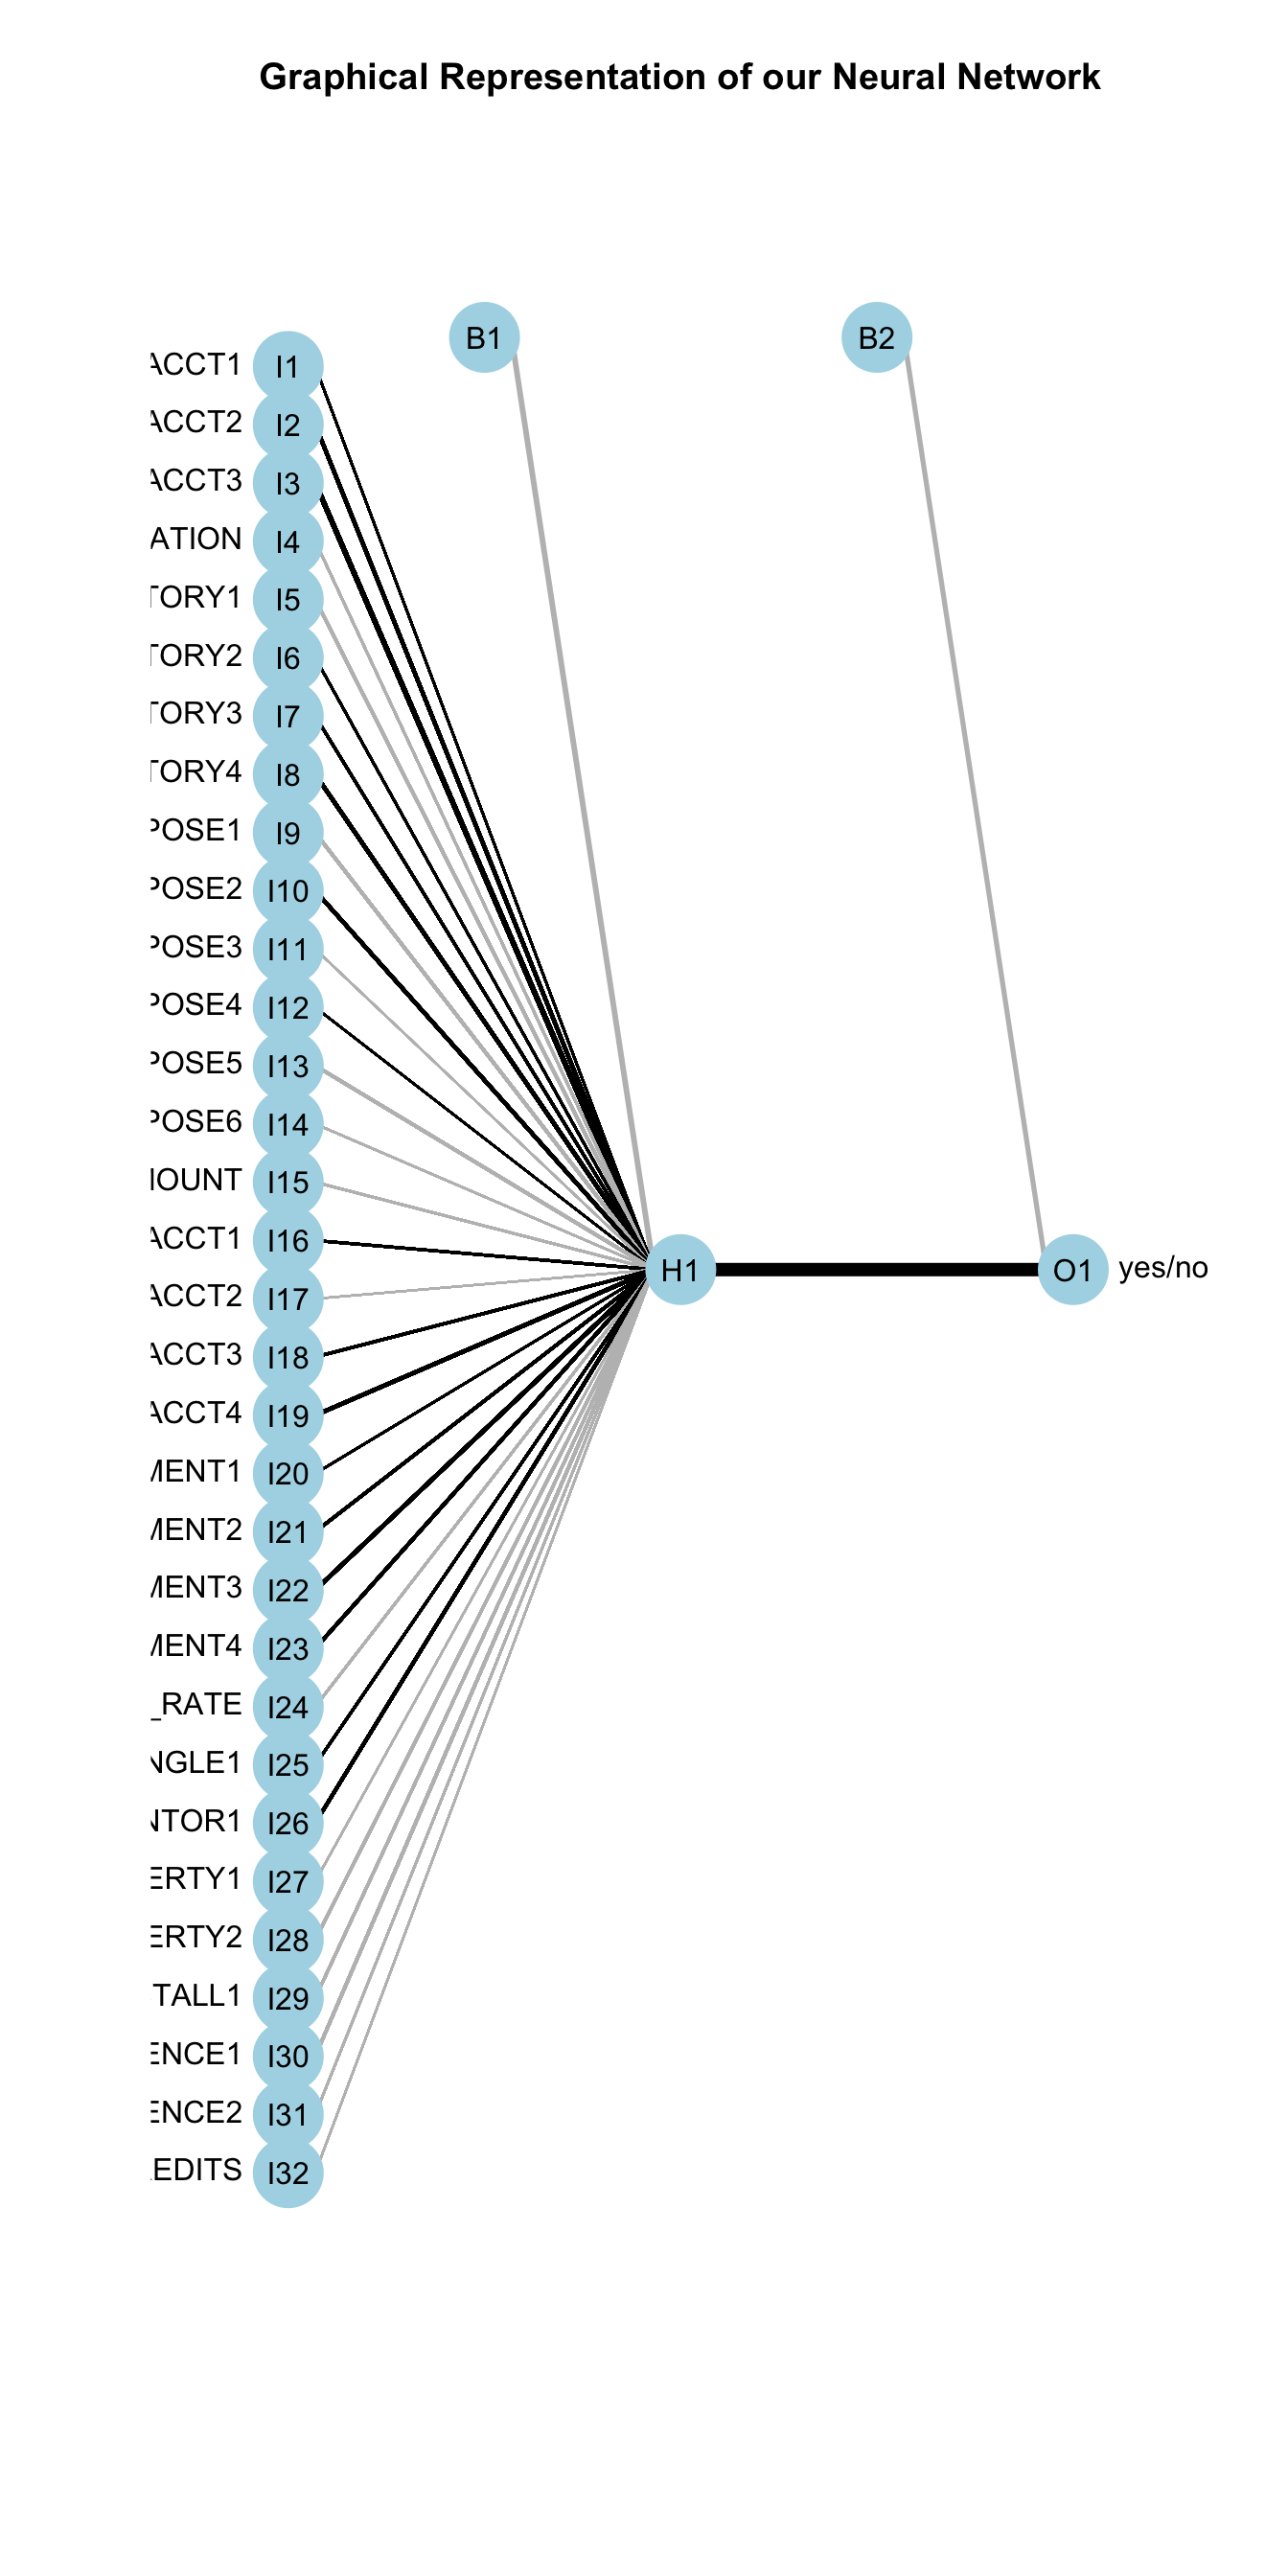 Graphical Representation of our Neural Network
B1
B2
ACCT1 I1
ACCT2 I2
ACCT3 I3
ATION I4
TORY1 I5
TORY2 I6
TORY3 I7
TORY4 I8
POSE1 I9
POSE2 I10
POSE3 I11
POSE4 I12
POSE5 I13
POSE6 I14
MOUNT I15
ACCT1 I16
H1
O1 yes/no
ACCT2 I17
ACCT3 I18
ACCT4 I19
MENT1 I20
MENT2 I21
MENT3 I22
MENT4 I23
_RATE I24
NGLE1 I25
NTOR1 I26
ERTY1 I27
ERTY2 I28
TALL1 I29
ENCE1 I30
ENCE2 I31
EDITS I32